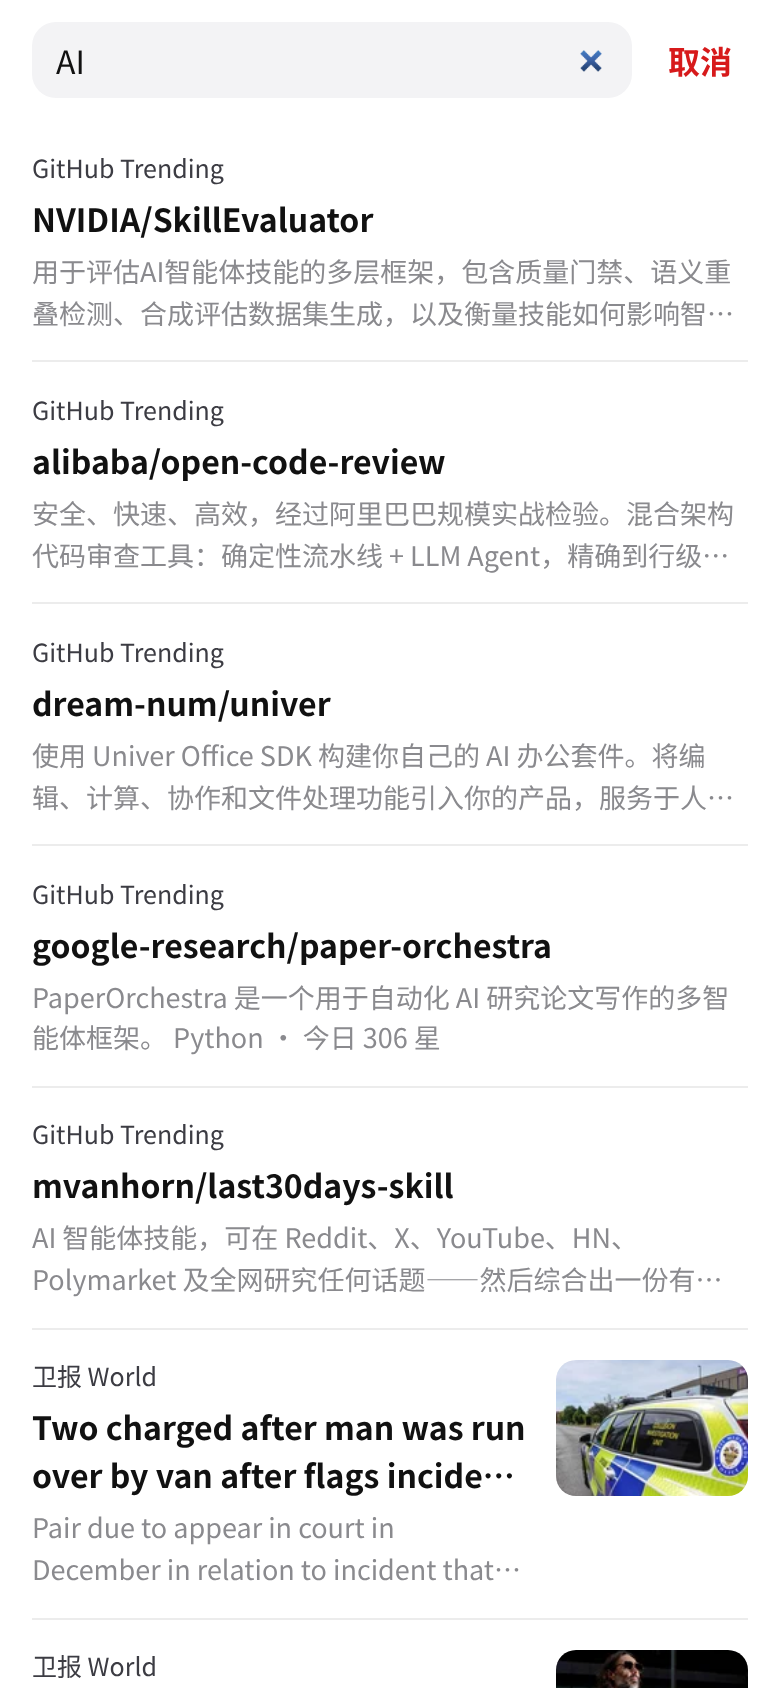 AI
取消
GitHub Trending
NVIDIA/SkillEvaluator
用于评估AI智能体技能的多层框架，包含质量门禁、语义重
叠检测、合成评估数据集生成，以及衡量技能如何影响智…
GitHub Trending
alibaba/open-code-review
安全、快速、高效，经过阿里巴巴规模实战检验。混合架构
代码审查工具：确定性流水线 + LLM Agent，精确到行级…
GitHub Trending
dream-num/univer
使用 Univer Office SDK 构建你自己的 AI 办公套件。将编
辑、计算、协作和文件处理功能引入你的产品，服务于人…
GitHub Trending
google-research/paper-orchestra
PaperOrchestra 是一个用于自动化 AI 研究论文写作的多智
能体框架。 Python • 今日 306 星
GitHub Trending
mvanhorn/last30days-skill
AI 智能体技能，可在 Reddit、X、YouTube、HN、
Polymarket 及全网研究任何话题——然后综合出一份有…
卫报 World
Two charged after man was run
over by van after flags incide…
Pair due to appear in court in
December in relation to incident that…
卫报 World